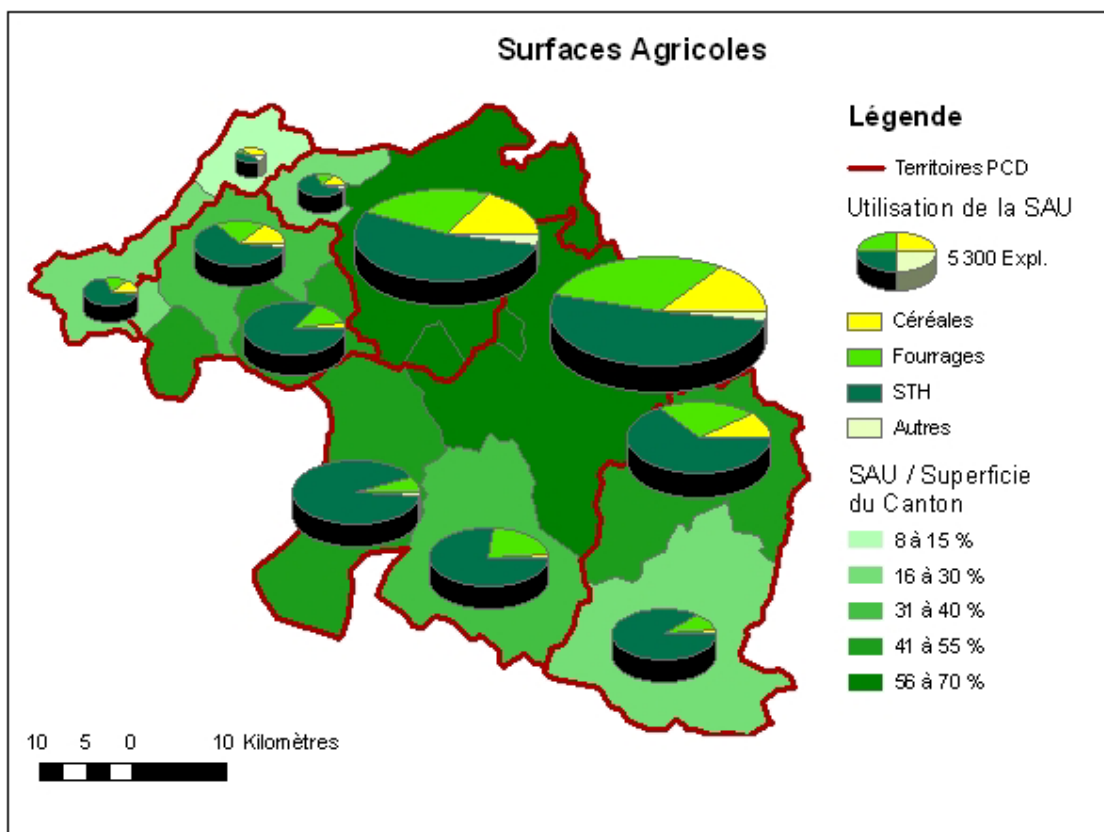 Surfaces Agricoles
Légende
Territoires PCD
Utilisation de la SAU
5 300 Expl.
Céréales
Fourrages
STH
Autres
SAU / Superficie
du Canton
8 à 15 %
16 à 30 %
31 à 40 %
41 à 55 %
56 à 70 %
10 5 0 10 Kilomètres